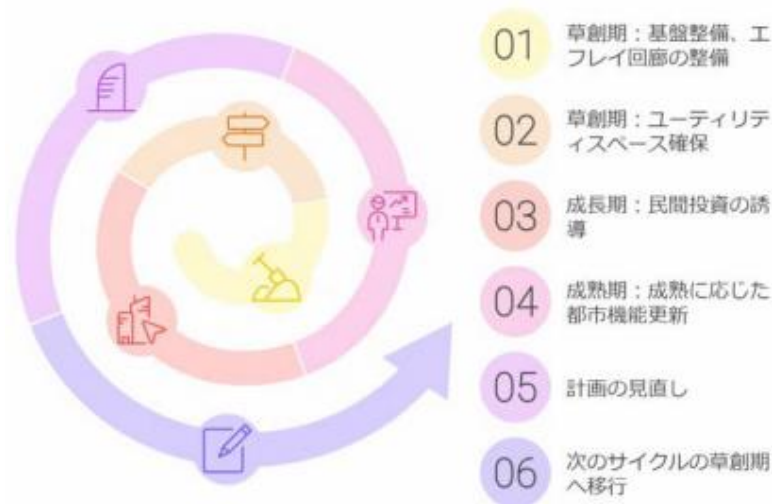 01
草創期：基盤整備、エ
フレイ回廊の整備
02
草創期：ユーティリテ
ィスペース確保
03
成長期：民間投資の誘
導
04
成熟期：成熟に応じた
都市機能更新
05
計画の見直し
06
次のサイクルの草創期
へ移行